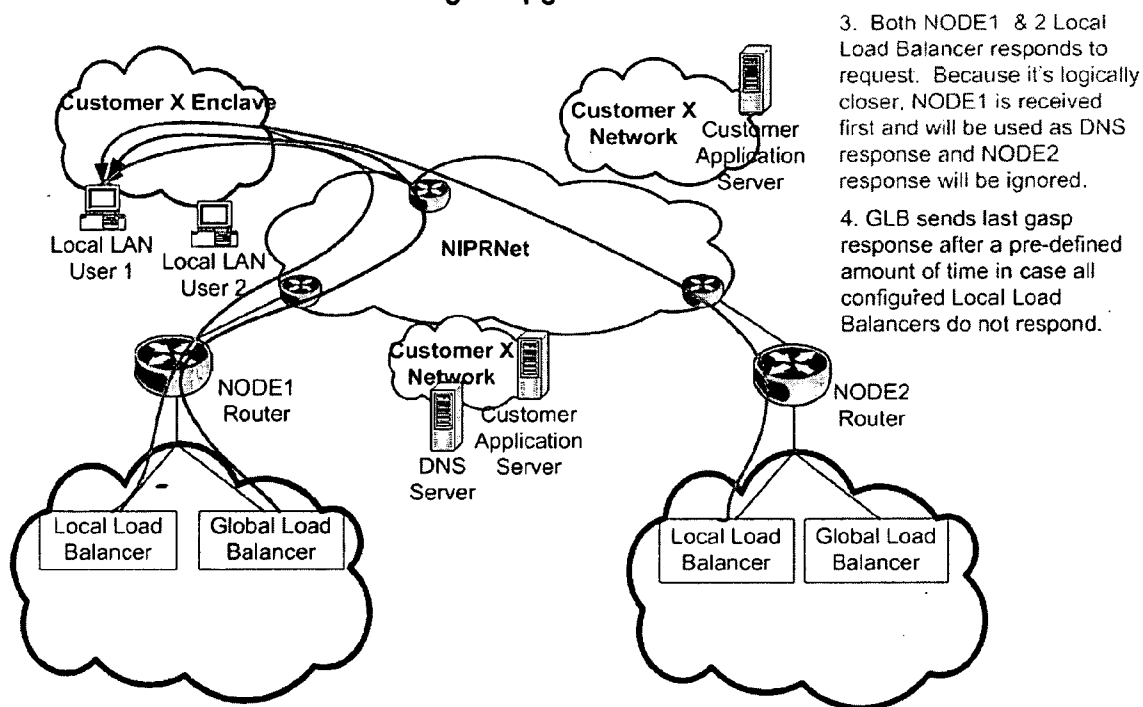 3. Both NODE1 & 2 Local
Load Balancer responds to
request. Because it's logically
closer, NODE1 is received
first and will be used as DNS
response and NODE2
response will be ignored.
4. GLB sends last gasp
response after a pre-defined
amount of time in case all
configured Local Load
Balancers do not respond.
Customer X Enclave
Customer X
Network
Customer
Application
Server
Local LAN
User 1
Local LAN
User 2
NIPRNet
NODE1
Router
Customer X
Network
Customer
Application
Server
DNS
Server
NODE2
Router
Local Load
Balancer
Global Load
Balancer
Local Load
Balancer
Global Load
Balancer